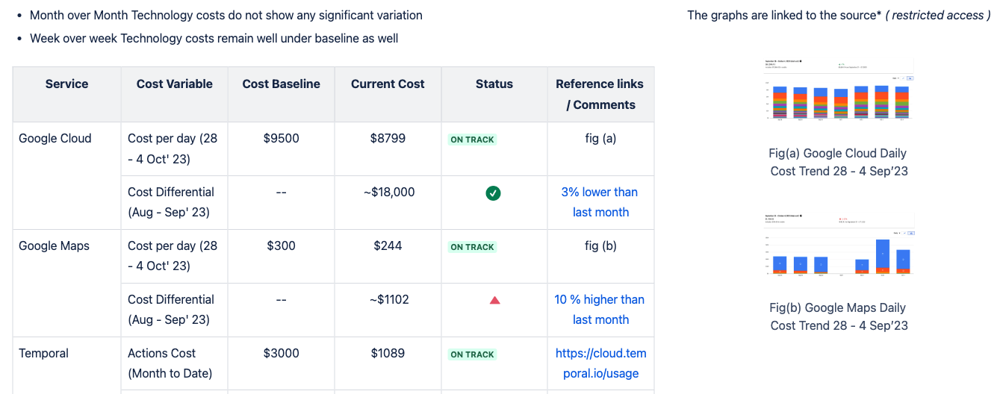 Month over Month Technology costs do not show any significant variation
Week over week Technology costs remain well under baseline as well
The graphs are linked to the source* ( restricted access )
Service Cost Variable Cost Baseline Current Cost Status Reference links
/ Comments
Google Cloud Cost per day (28 $9500 $8799 ON TRACK fig (a)
- 4 Oct' 23)
Cost Differential -- ~$18,000 3% lower than
(Aug - Sep' 23) last month
Google Maps Cost per day (28 $300 $244 ON TRACK fig (b)
- 4 Oct' 23)
Cost Differential -- ~$1102 10 % higher than
(Aug - Sep' 23) last month
Temporal Actions Cost $3000 $1089 ON TRACK https://cloud.tem
(Month to Date) poral.io/usage
Fig(a) Google Cloud Daily
Cost Trend 28 - 4 Sep’23
Fig(b) Google Maps Daily
Cost Trend 28 - 4 Sep’23